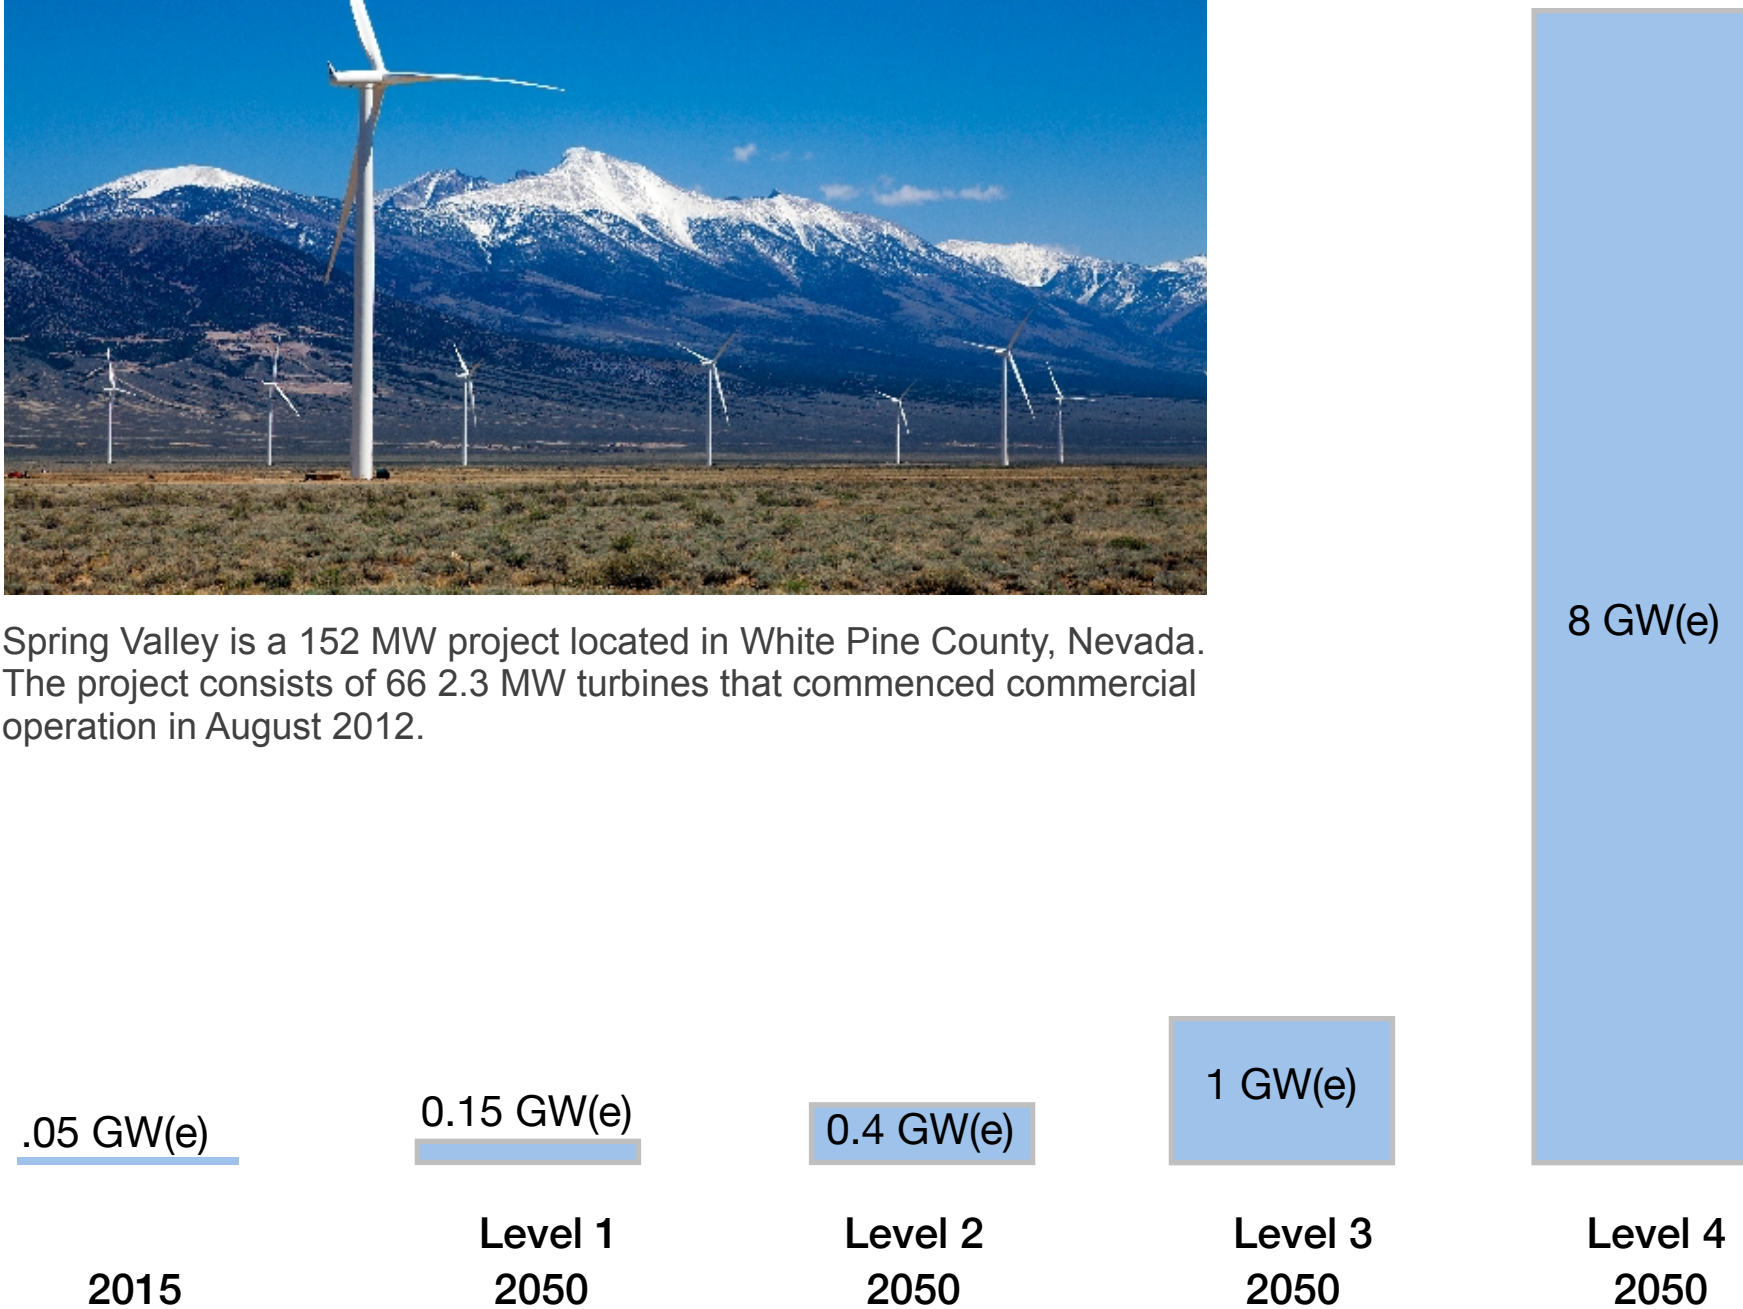 Spring Valley is a 152 MW project located in White Pine County, Nevada.
The project consists of 66 2.3 MW turbines that commenced commercial
operation in August 2012.
8 GW(e)
1 GW(e)
0.4 GW(e)
0.15 GW(e)
.05 GW(e)
Level 1
Level 2
Level 3
Level 4
2015
2050
2050
2050
2050